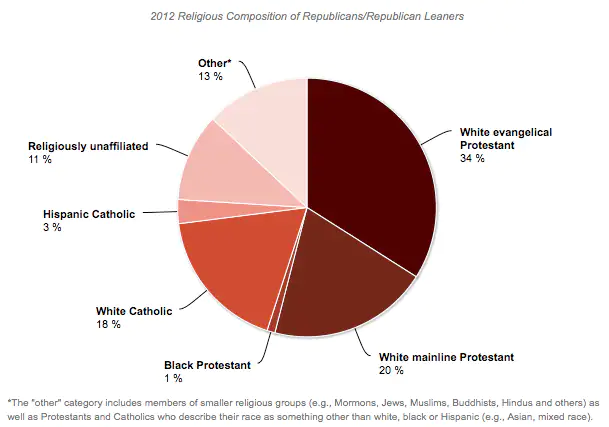 2012 Religious Composition of Republicans/Republican Leaners
Other*
13 %
White evangelical
Protestant
34 %
Religiously unaffiliated
11 %
Hispanic Catholic
3 %
White Catholic
18 %
Black Protestant
1 %
White mainline Protestant
20 %
*The "other" category includes members of smaller religious groups (e.g., Mormons, Jews, Muslims, Buddhists, Hindus and others) as
well as Protestants and Catholics who describe their race as something other than white, black or Hispanic (e.g., Asian, mixed race).